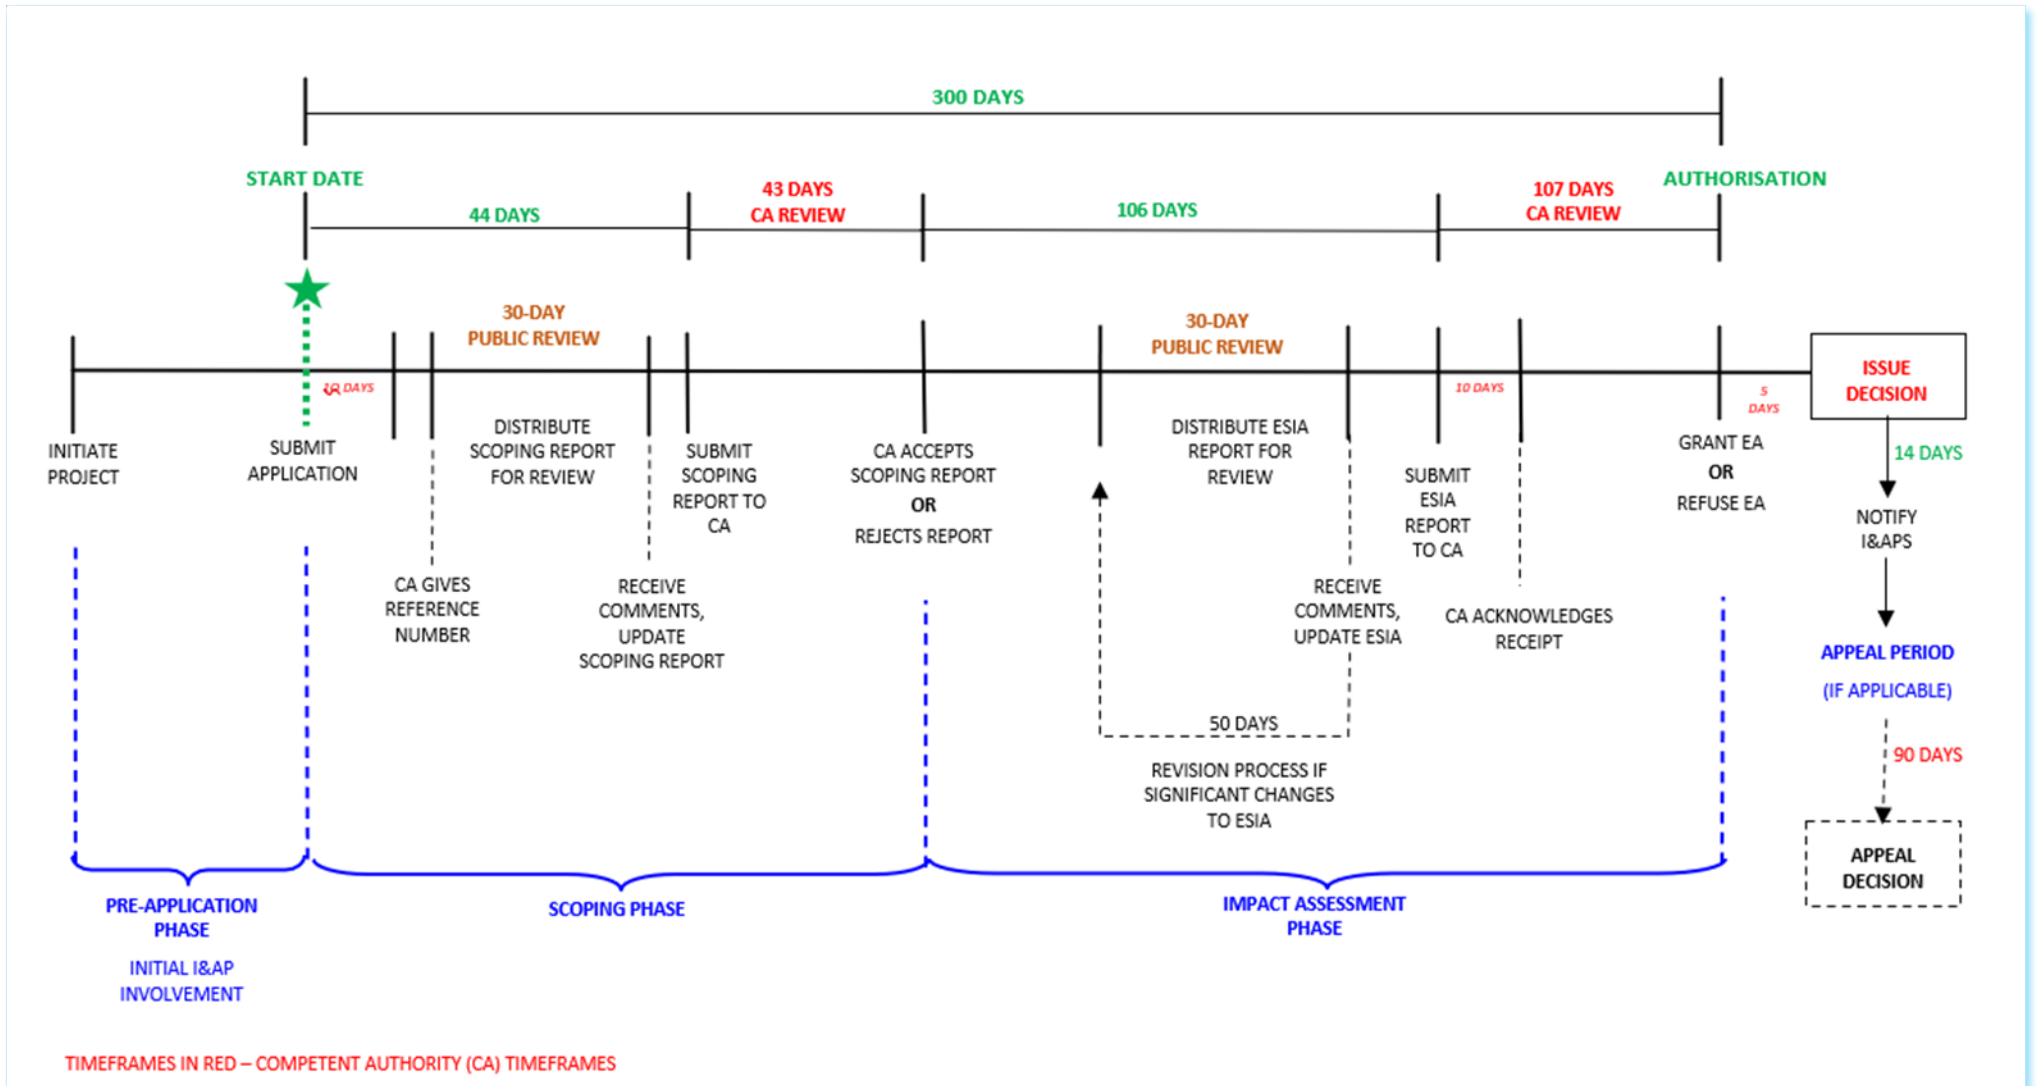 300 DAYS
START DATE
AUTHORISATION
44 DAYS
43 DAYS
CA REVIEW
106 DAYS
107 DAYS
CA REVIEW
30-DAY
PUBLIC REVIEW
30-DAY
PUBLIC REVIEW
DAYS
10 DAYS
5
DAYS
ISSUE
DECISION
INITIATE
PROJECT
SUBMIT
APPLICATION
DISTRIBUTE
SCOPING REPORT
FOR REVIEW
SUBMIT
SCOPING
REPORT TO
CA
CA ACCEPTS
SCOPING REPORT
OR
REJECTS REPORT
DISTRIBUTE ESIA
REPORT FOR
REVIEW
SUBMIT
ESIA
REPORT
TO CA
GRANT EA
OR
REFUSE EA
14 DAYS
NOTIFY
I&APS
CA GIVES
REFERENCE
NUMBER
RECEIVE
COMMENTS,
UPDATE
SCOPING REPORT
RECEIVE
COMMENTS,
UPDATE ESIA
CA ACKNOWLEDGES
RECEIPT
APPEAL PERIOD
(IF APPLICABLE)
50 DAYS
REVISION PROCESS IF
SIGNIFICANT CHANGES
TO ESIA
90 DAYS
APPEAL
DECISION
PRE-APPLICATION
PHASE
INITIAL I&AP
INVOLVEMENT
SCOPING PHASE
IMPACT ASSESSMENT
PHASE
TIMEFRAMES IN RED – COMPETENT AUTHORITY (CA) TIMEFRAMES